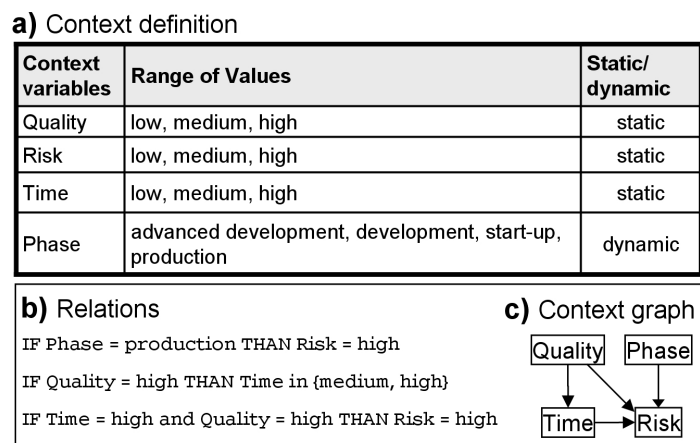 a) Context definition
Context variables Range of Values Static/ dynamic
Quality low, medium, high static
Risk low, medium, high static
Time low, medium, high static
Phase advanced development, development, start-up, production dynamic
b) Relations
IF Phase = production THAN Risk = high
IF Quality = high THAN Time in {medium, high}
IF Time = high and Quality = high THAN Risk = high
c) Context graph
Quality Phase
Time Risk